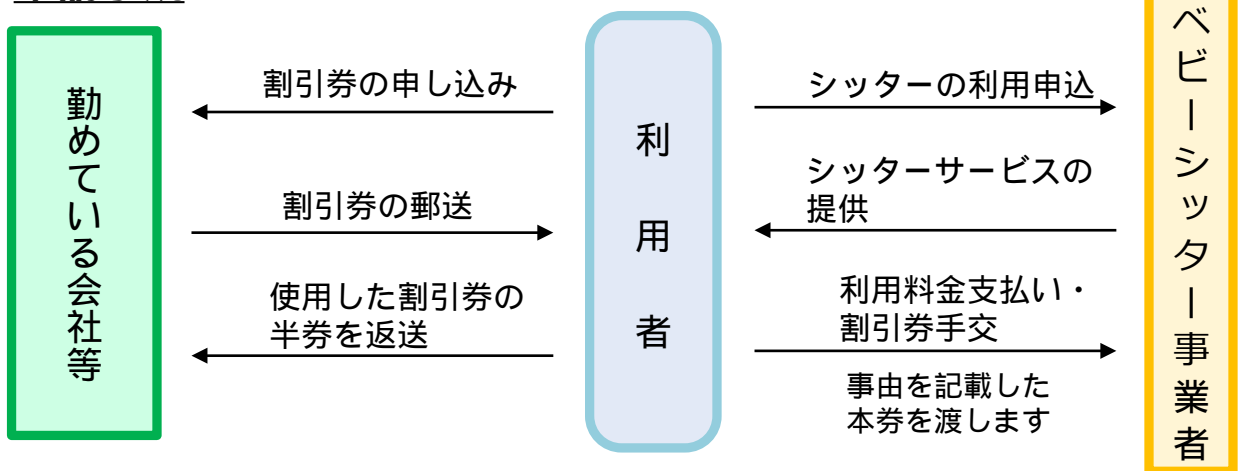 勤めている会社等
割引券の申し込み
割引券の郵送
使用した割引券の
半券を返送
利用者
シッターの利用申込
シッターサービスの
提供
利用料金支払い・
割引券手交
事由を記載した
本券を渡します
ベビーシッター事業者